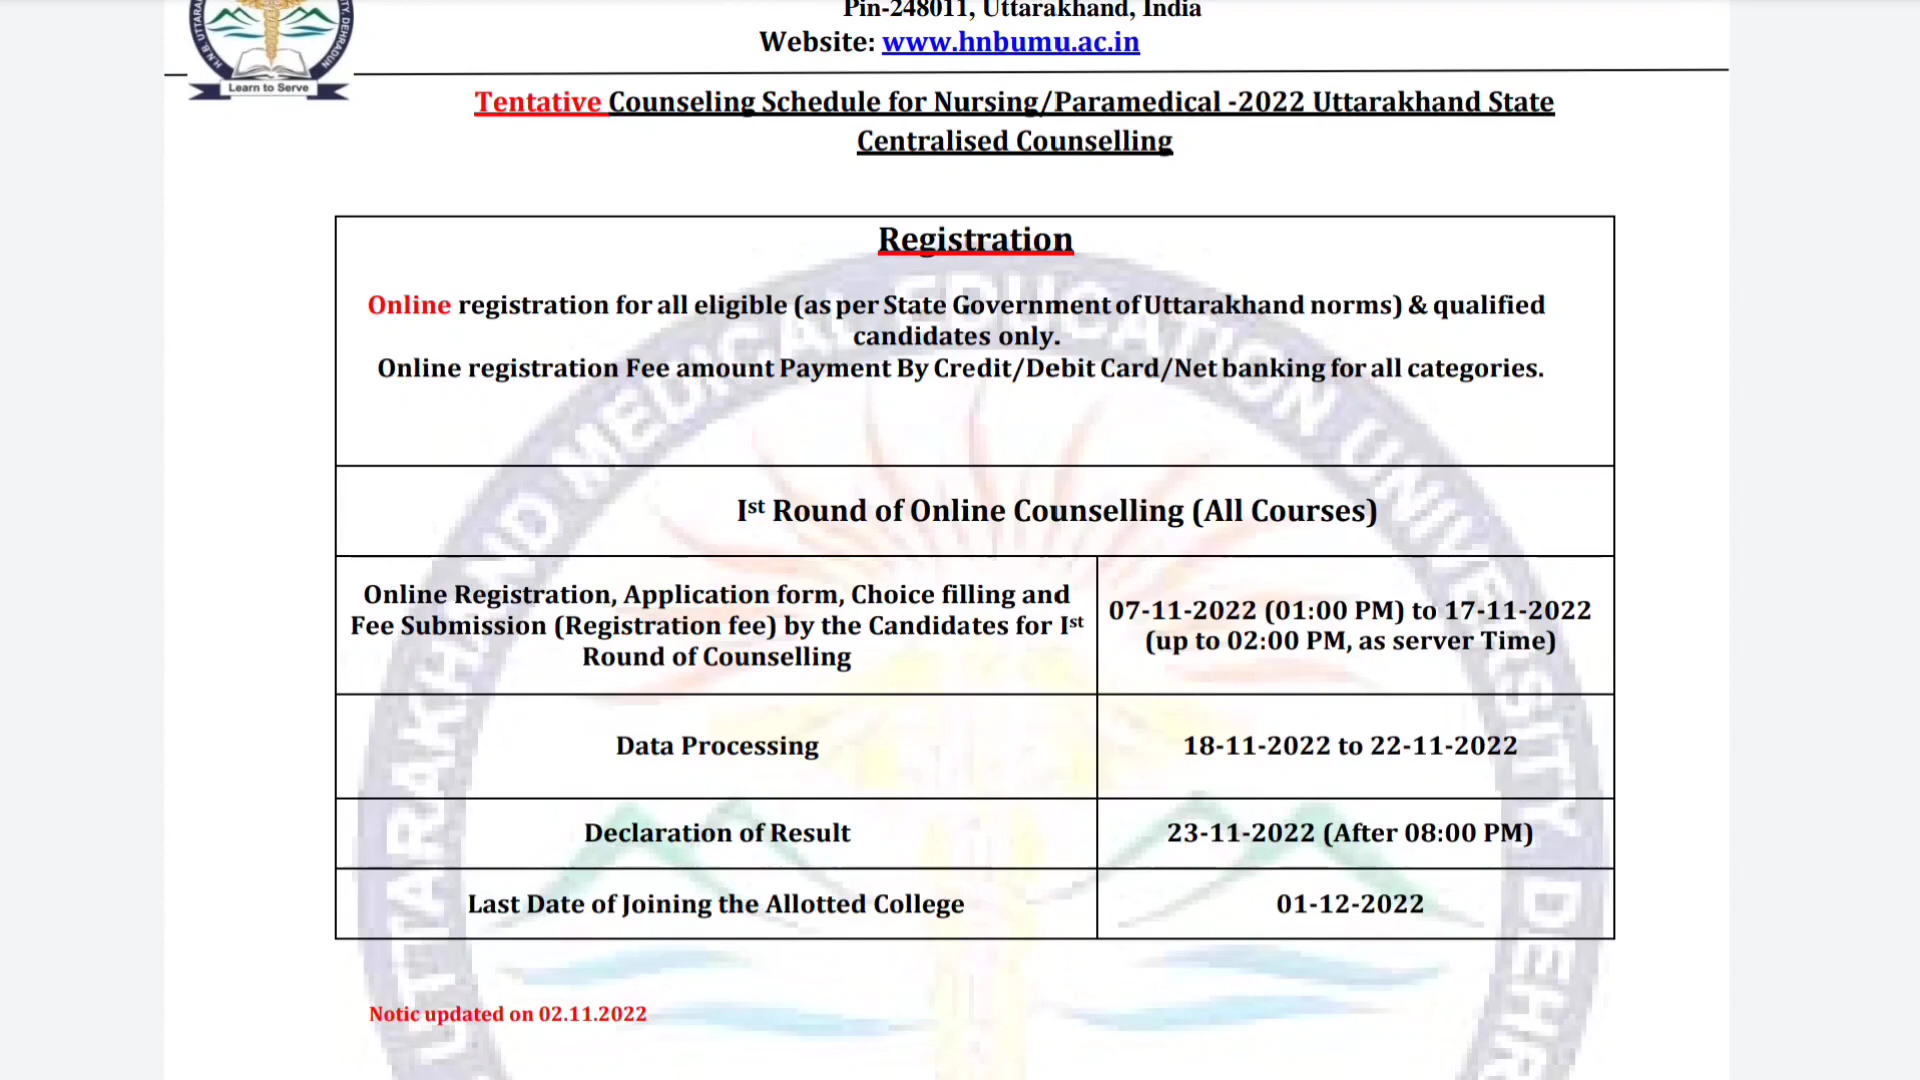 Pin-248011, Uttarakhand, India
Website: www.hnbumu.ac.in
Learn to Serve
Tentative Counseling Schedule for Nursing/Paramedical -2022 Uttarakhand State
Centralised Counselling
Registration
Online registration for all eligible (as per State Government of Uttarakhand norms) & qualified
candidates only.
Online registration Fee amount Payment By Credit/Debit Card/Net banking for all categories.
Ist Round of Online Counselling (All Courses)
Online Registration, Application form, Choice filling and
Fee Submission (Registration fee) by the Candidates for Ist
Round of Counselling
07-11-2022 (01:00 PM) to 17-11-2022
(up to 02:00 PM, as server Time)
Data Processing
18-11-2022 to 22-11-2022
Declaration of Result
23-11-2022 (After 08:00 PM)
Last Date of Joining the Allotted College
01-12-2022
Notic updated on 02.11.2022
UTTARAKHAND MEDICAL EDUCATION UNIVERSITY DEHR